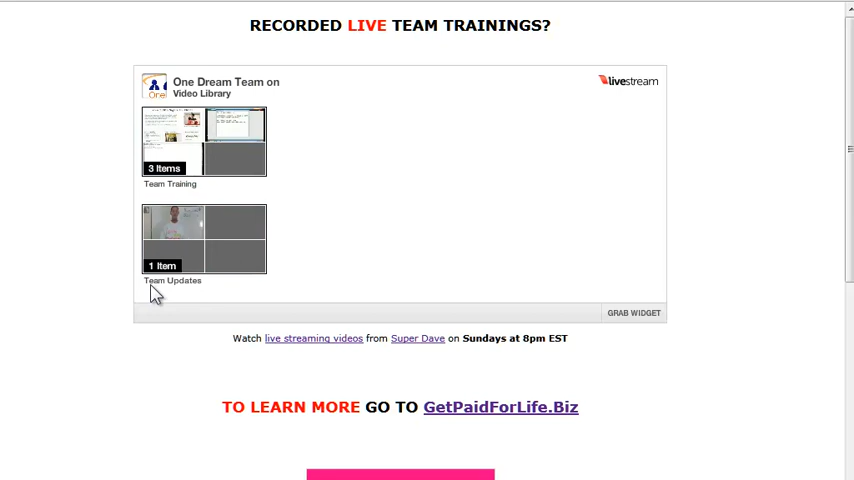 RECORDED LIVE TEAM TRAININGS?
One Dream Team on
Video Library
livestream
3 Items
Team Training
1 Item
Team Updates
GRAB WIDGET
Watch live streaming videos from Super Dave on Sundays at 8pm EST
TO LEARN MORE GO TO GetPaidForLife.Biz